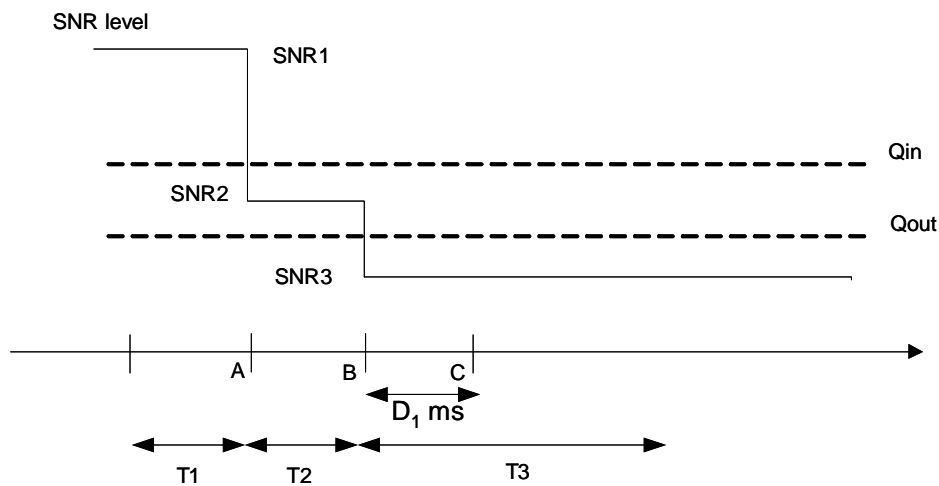 SNR level
SNR1
Qin
SNR2
Qout
SNR3
A
B
C
D₁ ms
T1
T2
T3